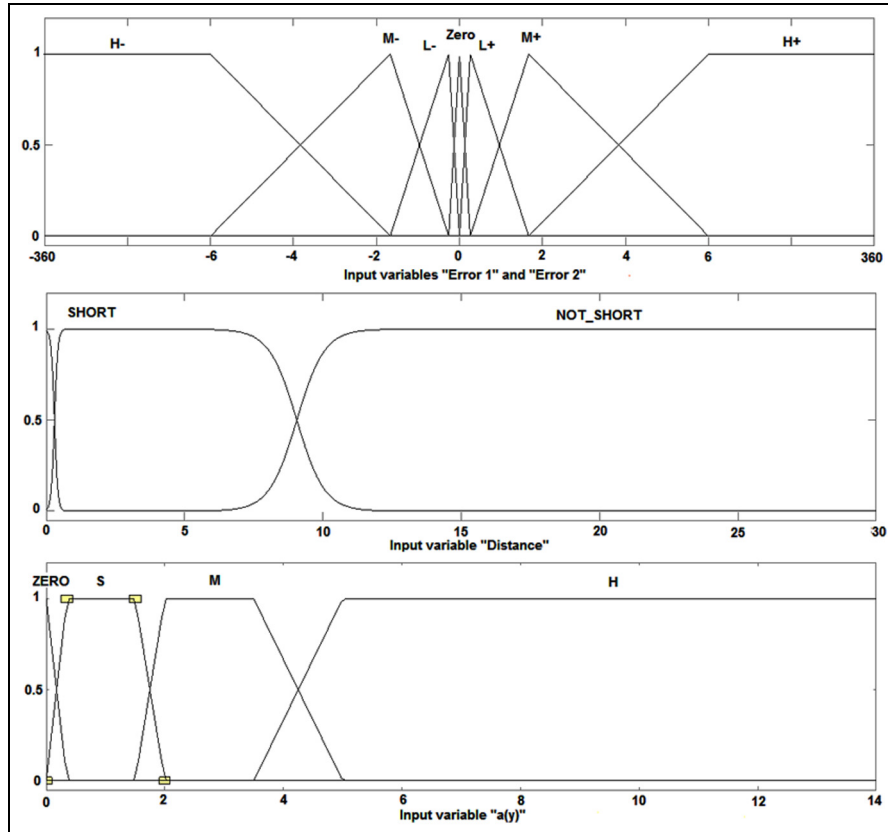 H- M- L- Zero L+ M+ H+
1
0.5
0
-360 -6 -4 -2 0 2 4 6 360
Input variables "Error 1" and "Error 2"
SHORT NOT_SHORT
1
0.5
0
0 5 10 15 20 25 30
Input variable "Distance"
ZERO S M H
1
0.5
0
0 2 4 6 8 10 12 14
Input variable "a(y)"